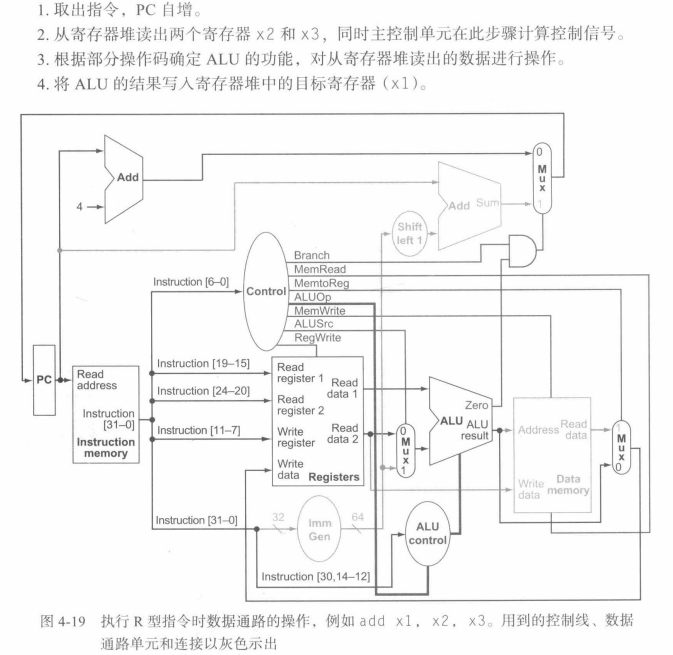 1. 取出指令，PC 自增。
2. 从寄存器堆读出两个寄存器 x2 和 x3，同时主控制单元在此步骤计算控制信号。
3. 根据部分操作码确定 ALU 的功能，对从寄存器堆读出的数据进行操作。
4. 将 ALU 的结果写入寄存器堆中的目标寄存器（x1）。
Add
4
0
M
u
x
1
Add Sum
Shift
left 1
Branch
MemRead
MemtoReg
ALUOp
MemWrite
ALUSrc
RegWrite
Instruction [6–0]
Control
PC
Read
address
Instruction
[31–0]
Instruction
memory
Instruction [19–15]
Instruction [24–20]
Instruction [11–7]
Read
register 1
Read
data 1
Read
register 2
Write
register
Read
data 2
Write
data
Registers
0
M
u
x
1
Zero
ALU
ALU
result
Address
Read
data
Write
data
Data
memory
1
M
u
x
0
Instruction [31–0]
32
Imm
Gen
64
ALU
control
Instruction [30,14–12]
图 4-19 执行 R 型指令时数据通路的操作，例如 add x1, x2, x3。用到的控制线、数据
通路单元和连接以灰色示出